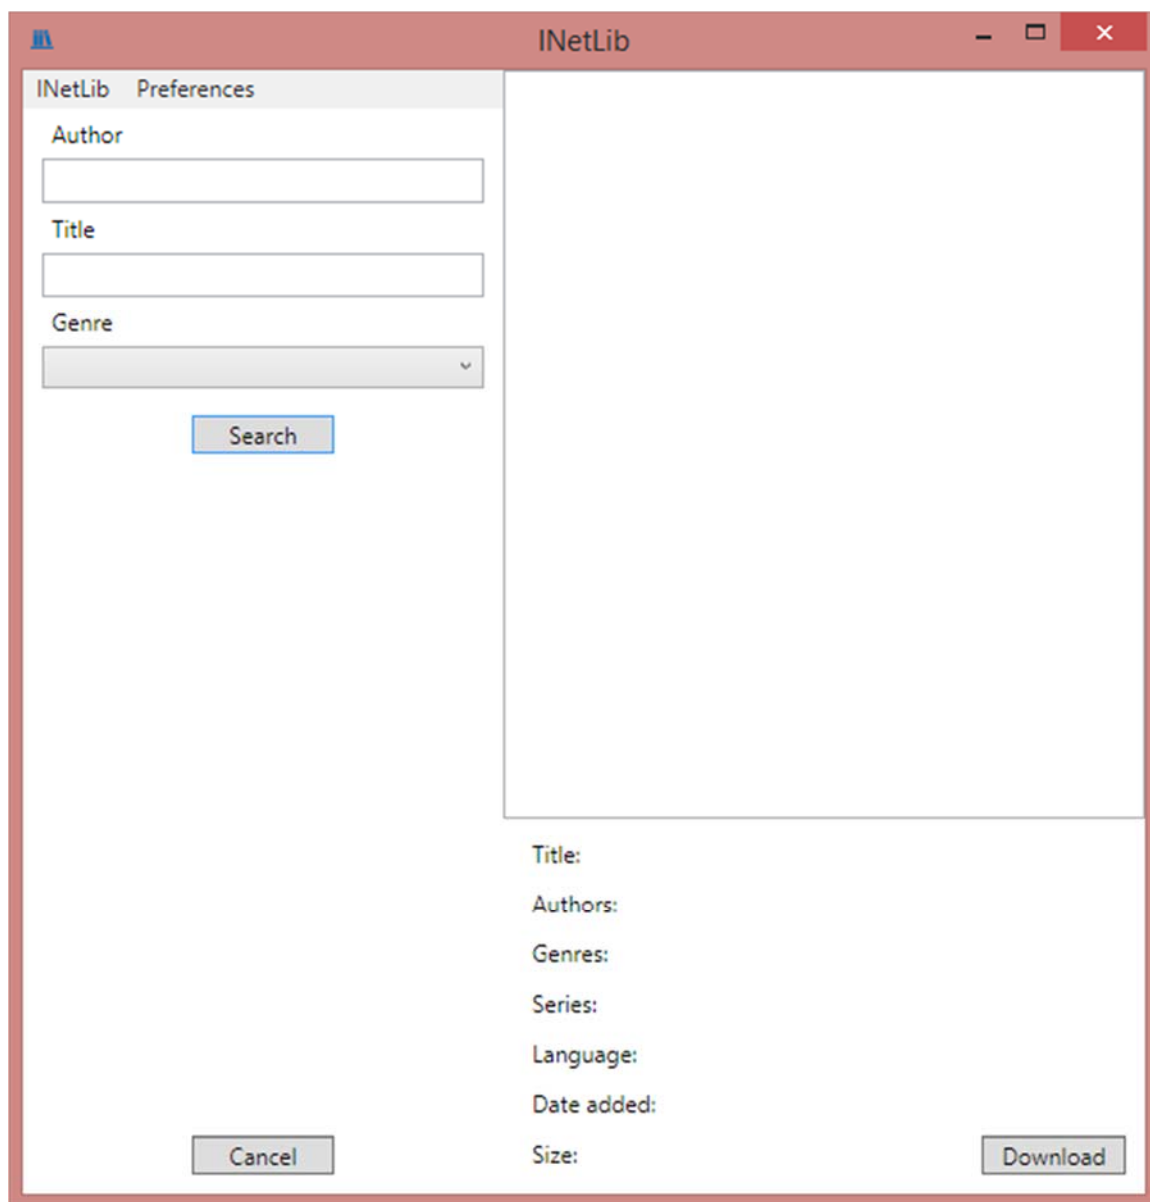 INetLib
INetLib Preferences
Author
Title
Genre
Search
Cancel
Title:
Authors:
Genres:
Series:
Language:
Date added:
Size:
Download